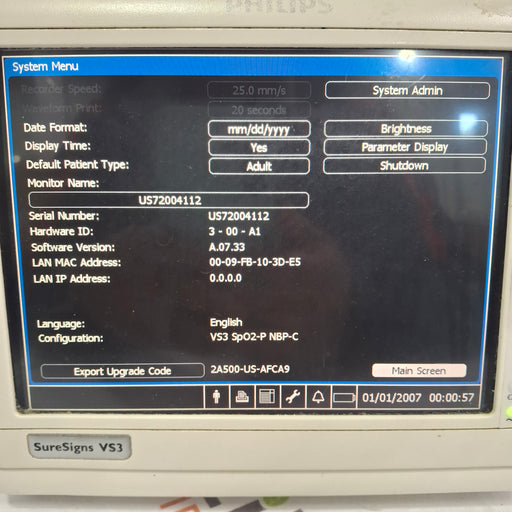 PHILIPS
System Menu
Recorder Speed: 25.0 mm/s System Admin
Waveform Print: 20 seconds
Date Format: mm/dd/yyyy Brightness
Display Time: Yes Parameter Display
Default Patient Type: Adult Shutdown
Monitor Name:
US72004112
Serial Number: US72004112
Hardware ID: 3 - 00 - A1
Software Version: A.07.33
LAN MAC Address: 00-09-FB-10-3D-E5
LAN IP Address: 0.0.0.0
Language: English
Configuration: VS3 SpO2-P NBP-C
Export Upgrade Code 2A500-US-AFCA9 Main Screen
01/01/2007 00:00:57
SureSigns VS3